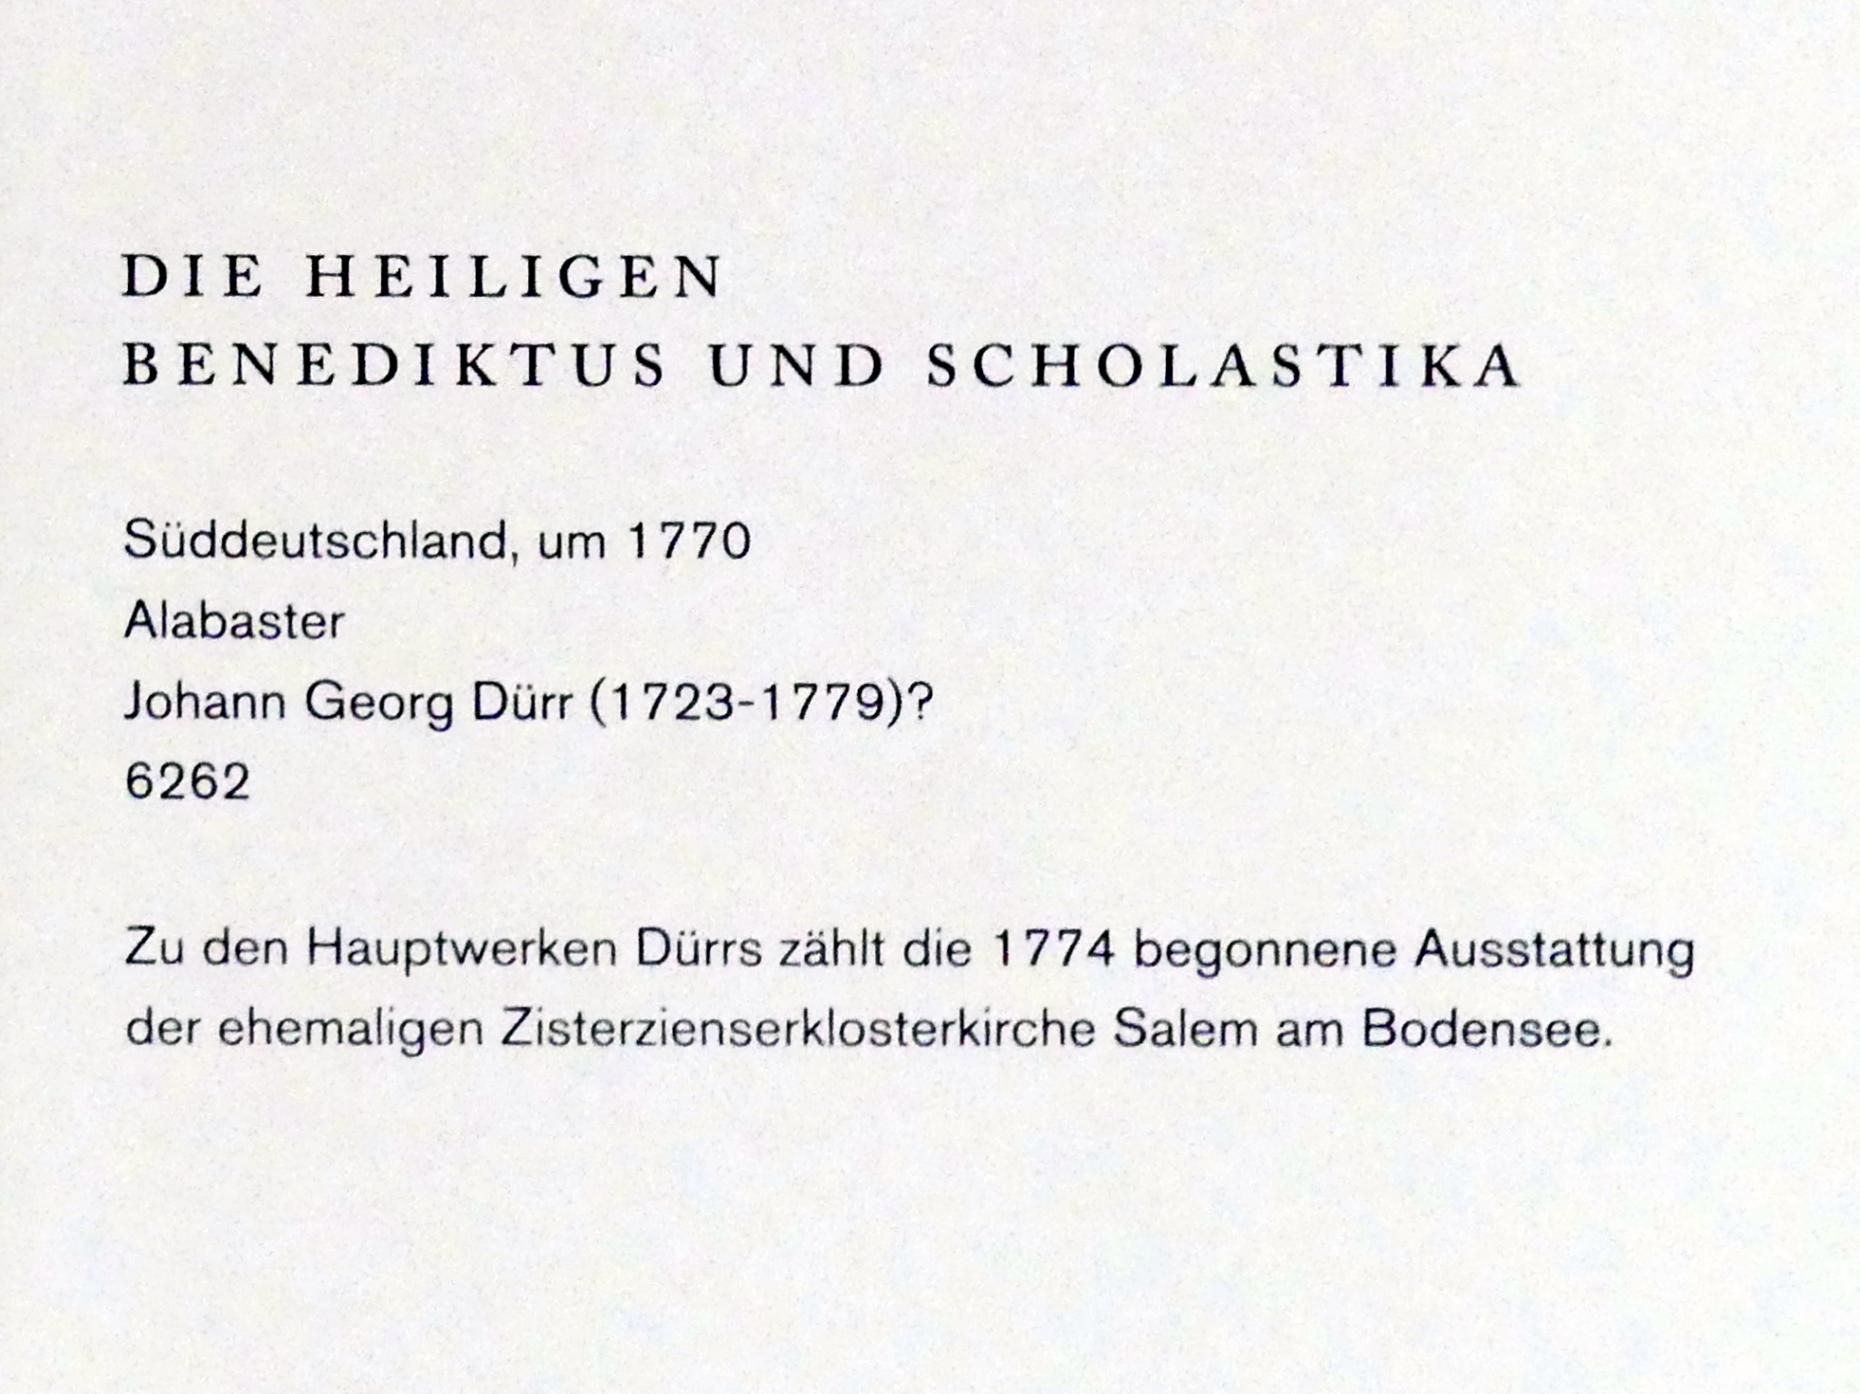 DIE HEILIGEN
BENEDIKTUS UND SCHOLASTIKA
Süddeutschland, um 1770
Alabaster
Johann Georg Dürr (1723-1779)?
6262
Zu den Hauptwerken Dürrs zählt die 1774 begonnene Ausstattung
der ehemaligen Zisterzienserklosterkirche Salem am Bodensee.